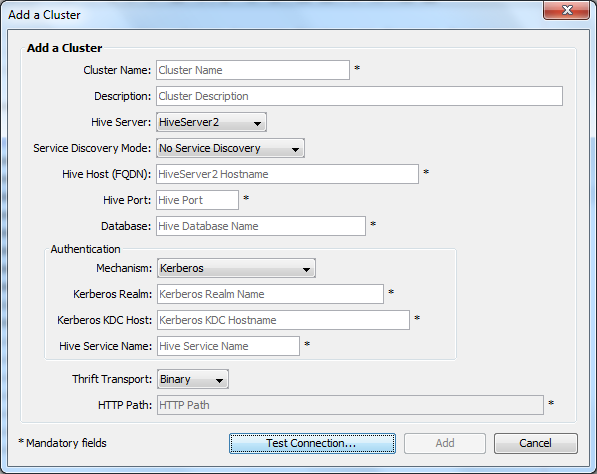 Add a Cluster
Add a Cluster
Cluster Name: Cluster Name *
Description: Cluster Description
Hive Server: HiveServer2
Service Discovery Mode: No Service Discovery
Hive Host (FQDN): HiveServer2 Hostname *
Hive Port: Hive Port *
Database: Hive Database Name *
Authentication
Mechanism: Kerberos
Kerberos Realm: Kerberos Realm Name *
Kerberos KDC Host: Kerberos KDC Hostname *
Hive Service Name: Hive Service Name *
Thrift Transport: Binary
HTTP Path: HTTP Path *
* Mandatory fields Test Connection... Add Cancel